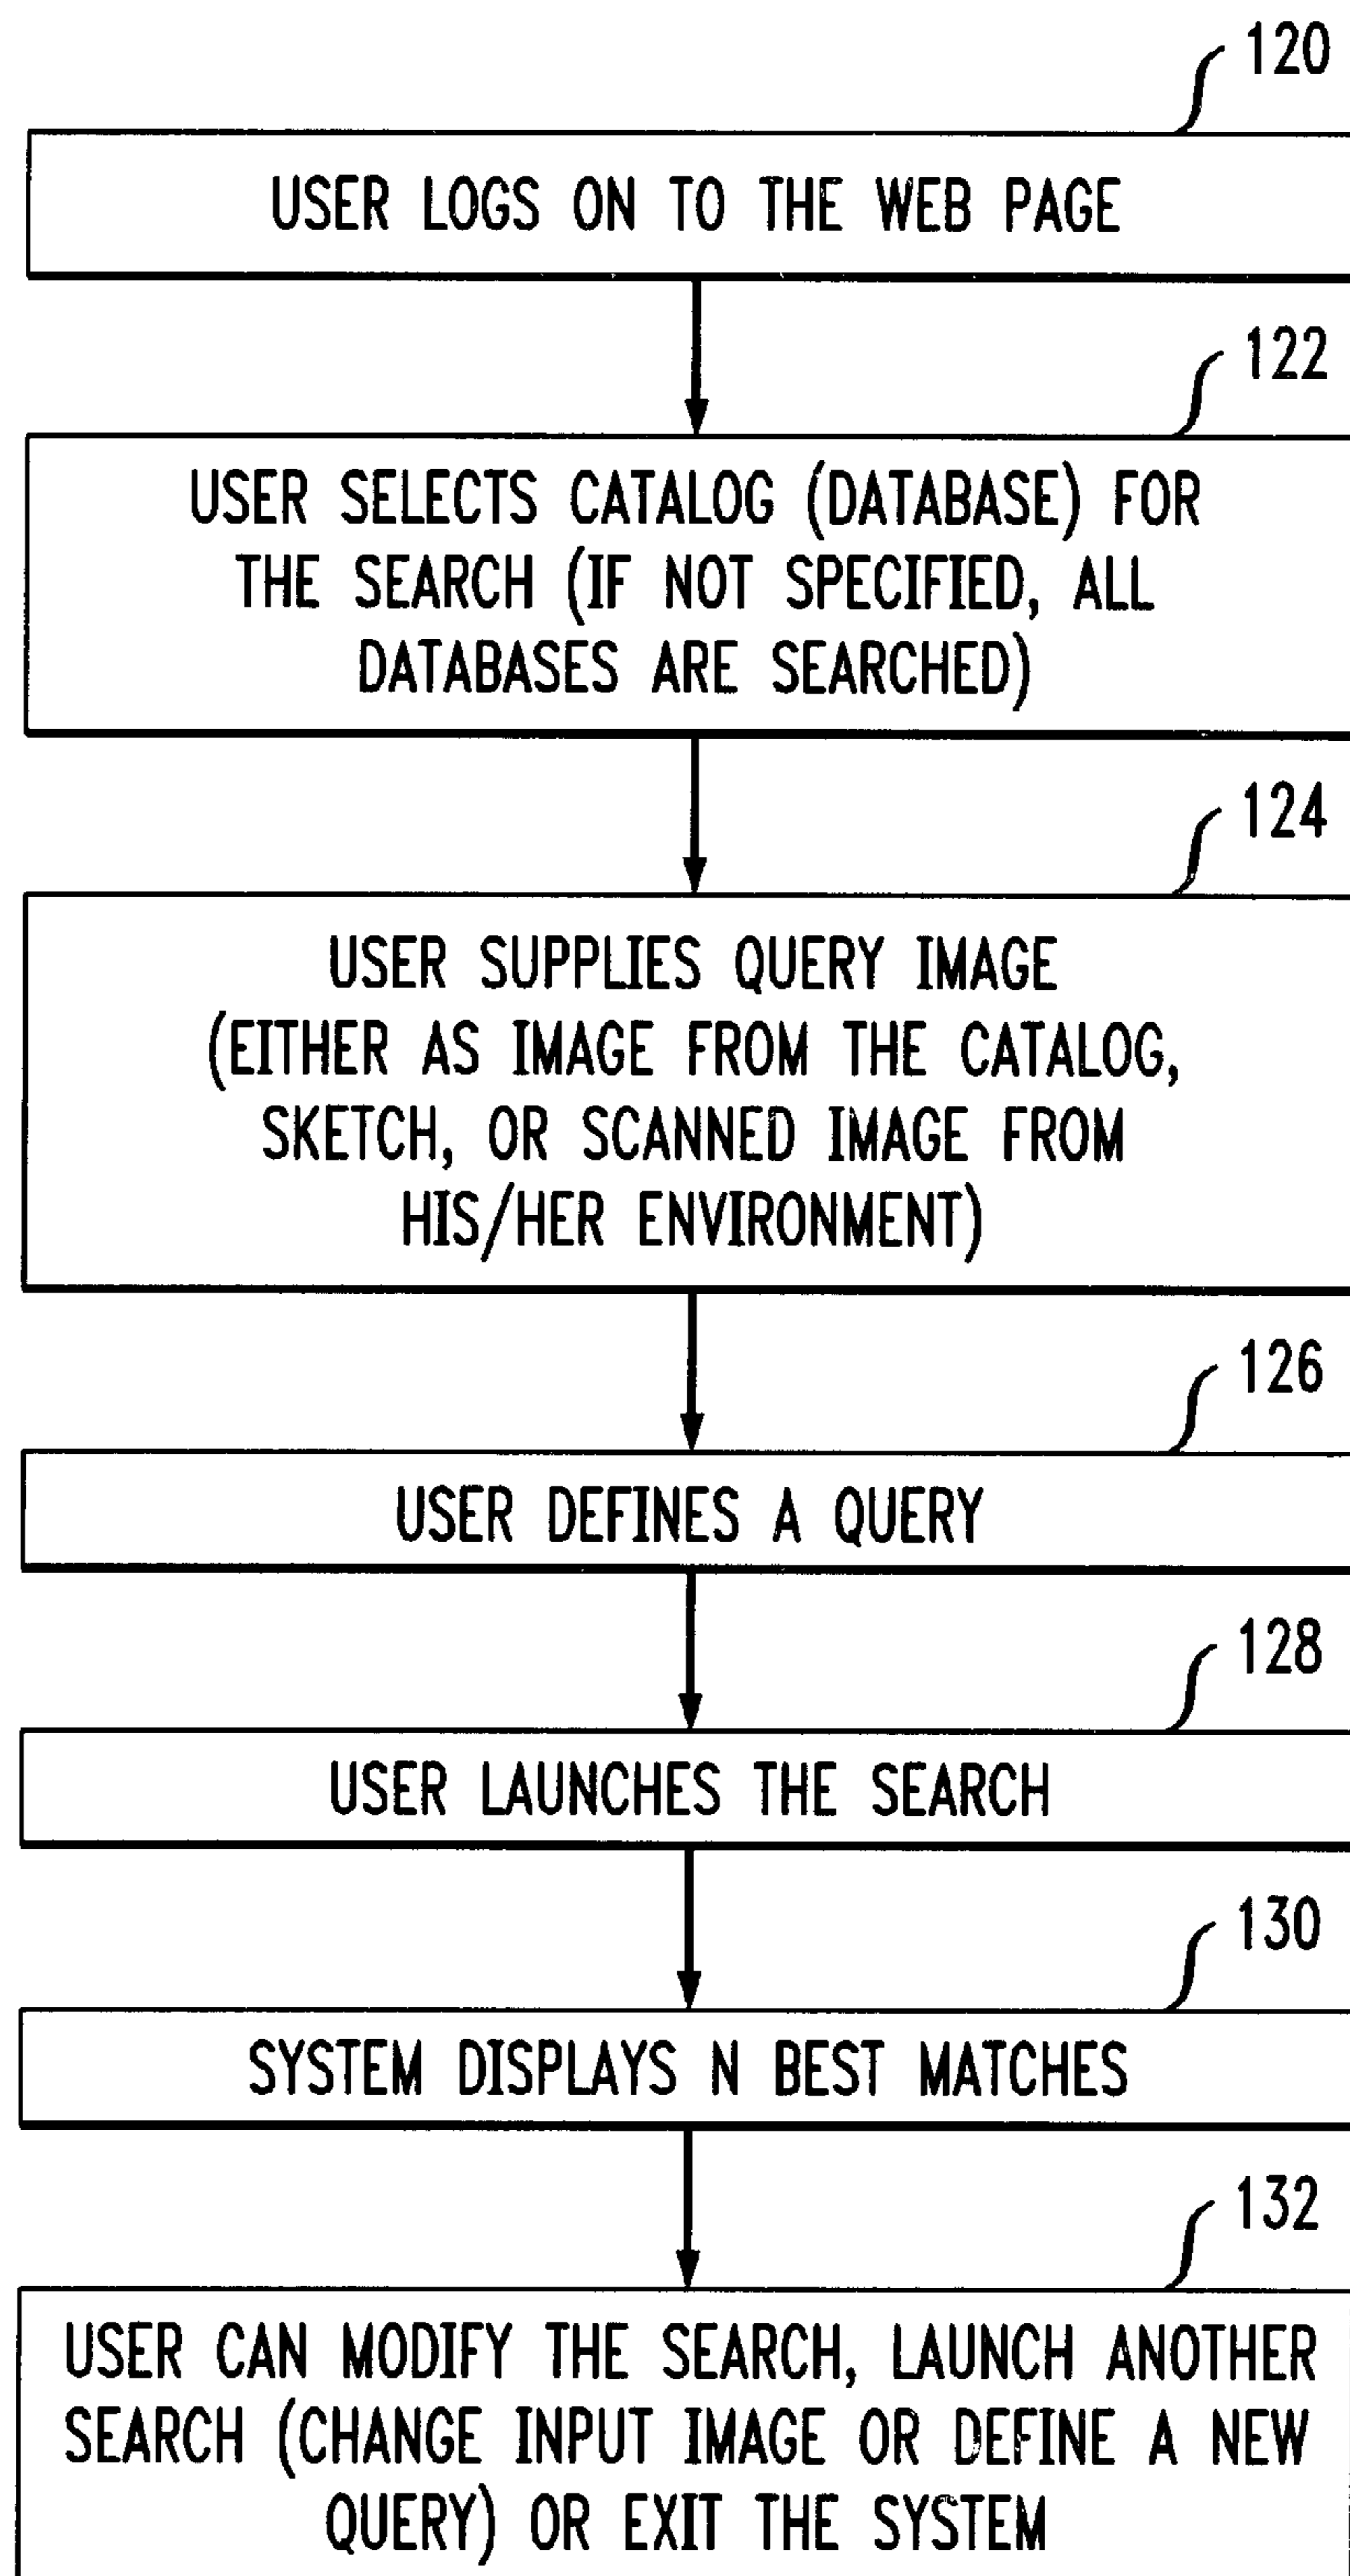 120
USER LOGS ON TO THE WEB PAGE
122
USER SELECTS CATALOG (DATABASE) FOR
THE SEARCH (IF NOT SPECIFIED, ALL
DATABASES ARE SEARCHED)
124
USER SUPPLIES QUERY IMAGE
(EITHER AS IMAGE FROM THE CATALOG,
SKETCH, OR SCANNED IMAGE FROM
HIS/HER ENVIRONMENT)
126
USER DEFINES A QUERY
128
USER LAUNCHES THE SEARCH
130
SYSTEM DISPLAYS N BEST MATCHES
132
USER CAN MODIFY THE SEARCH, LAUNCH ANOTHER
SEARCH (CHANGE INPUT IMAGE OR DEFINE A NEW
QUERY) OR EXIT THE SYSTEM